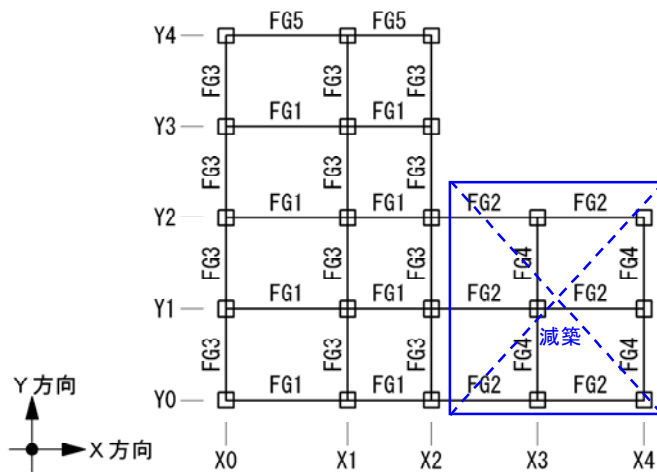 FG5 FG5
Y4
FG3 FG3 FG3
FG1 FG1
Y3
FG3 FG3 FG3
FG1 FG1 FG2 FG2
Y2
FG3 FG3 FG3 FG4 FG4
FG1 FG1 FG2 FG2
Y1
減築
FG3 FG3 FG3 FG4 FG4
FG1 FG1 FG2 FG2
Y0
Y方向
X方向
X0 X1 X2 X3 X4